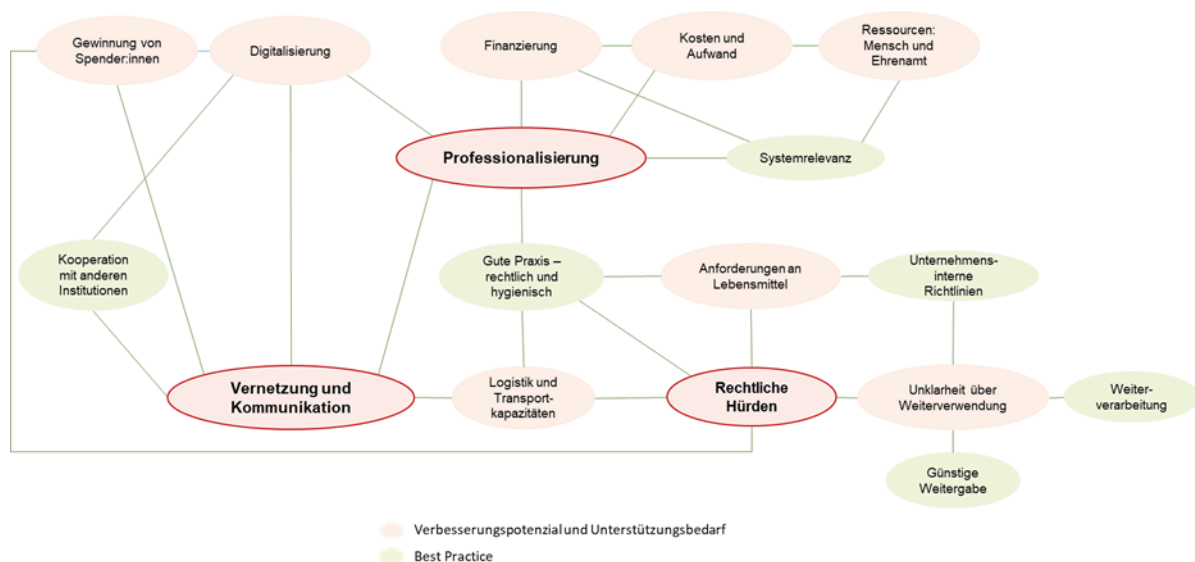 Gewinnung von
Spender:innen
Digitalisierung
Finanzierung
Kosten und
Aufwand
Ressourcen:
Mensch und
Ehrenamt
Professionalisierung
Systemrelevanz
Kooperation
mit anderen
Institutionen
Gute Praxis –
rechtlich und
hygienisch
Anforderungen an
Lebensmittel
Unternehmens-
interne
Richtlinien
Vernetzung und
Kommunikation
Logistik und
Transport-
kapazitäten
Rechtliche
Hürden
Unklarheit über
Weiterverwendung
Weiter-
verarbeitung
Günstige
Weitergabe
Verbesserungspotenzial und Unterstützungsbedarf
Best Practice